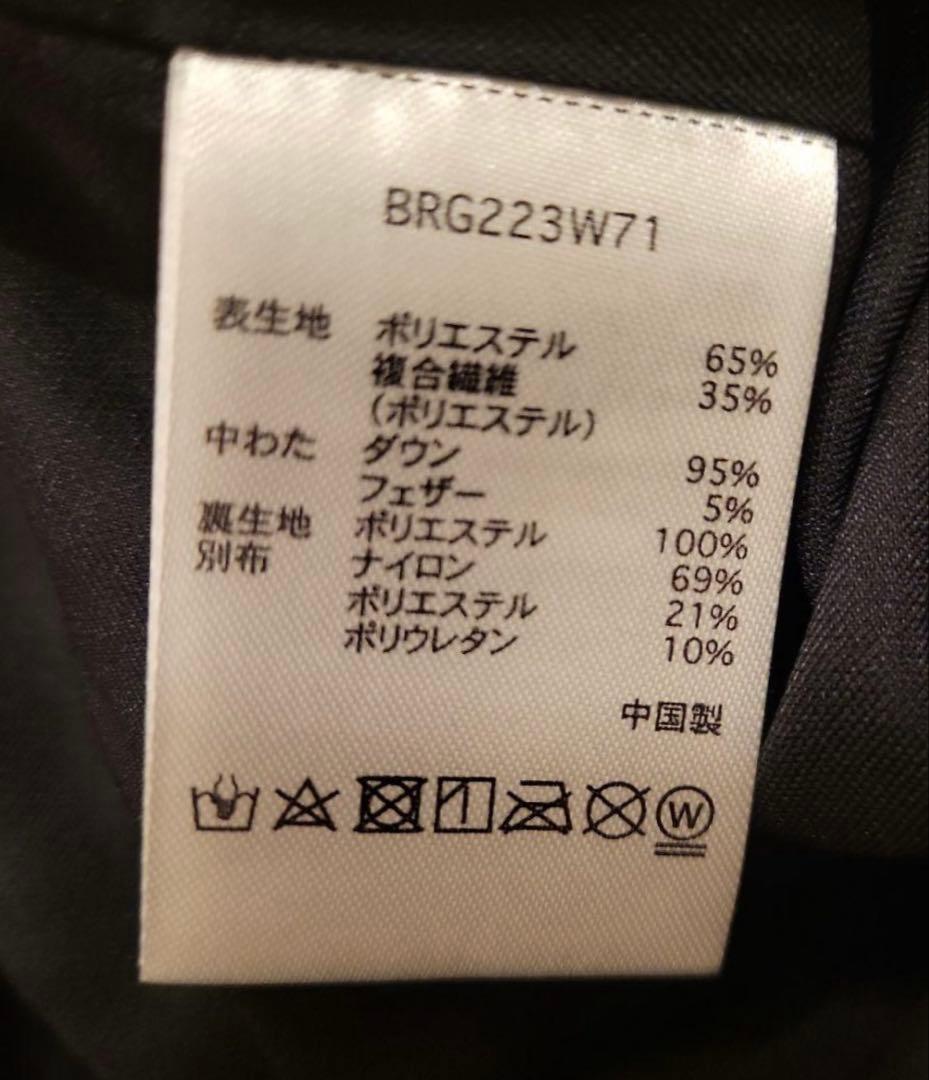 BRG223W71
表生地 ポリエステル 65%
複合繊維 35%
(ポリエステル)
中わた ダウン 95%
フェザー 5%
裏生地 ポリエステル 100%
別布 ナイロン 69%
ポリエステル 21%
ポリウレタン 10%
中国製
W